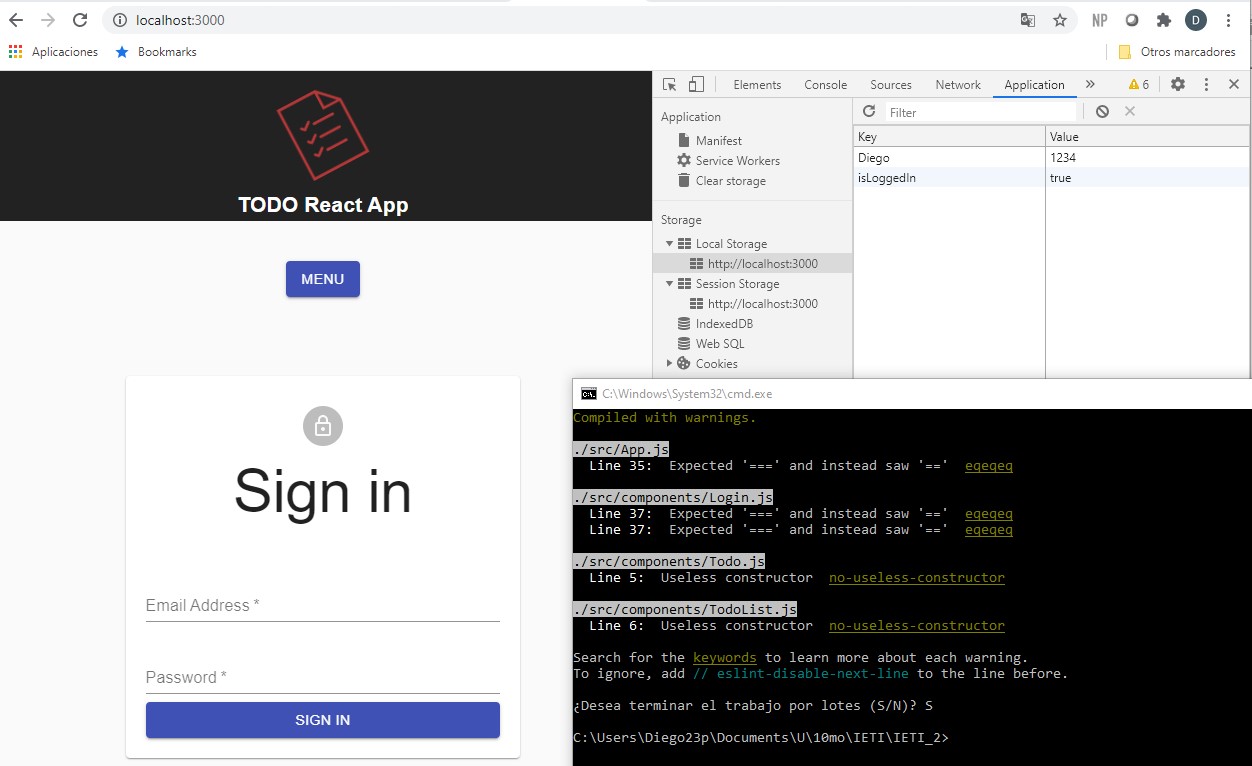 localhost:3000
NP
D
Aplicaciones
Bookmarks
Otros marcadores
TODO React App
MENU
Sign in
Email Address *
Password *
SIGN IN
Elements Console Sources Network Application » 6
Application
Manifest
Service Workers
Clear storage
Storage
Local Storage
http://localhost:3000
Session Storage
http://localhost:3000
IndexedDB
Web SQL
Cookies
Filter
Key Value
Diego 1234
isLoggedIn true
C:\Windows\System32\cmd.exe
Compiled with warnings.
./src/App.js
Line 35: Expected '===' and instead saw '==' eqeqeq
./src/components/Login.js
Line 37: Expected '===' and instead saw '==' eqeqeq
Line 37: Expected '===' and instead saw '==' eqeqeq
./src/components/Todo.js
Line 5: Useless constructor no-useless-constructor
./src/components/TodoList.js
Line 6: Useless constructor no-useless-constructor
Search for the keywords to learn more about each warning.
To ignore, add // eslint-disable-next-line to the line before.
¿Desea terminar el trabajo por lotes (S/N)? S
C:\Users\Diego23p\Documents\U\10mo\IETI\IETI_2>